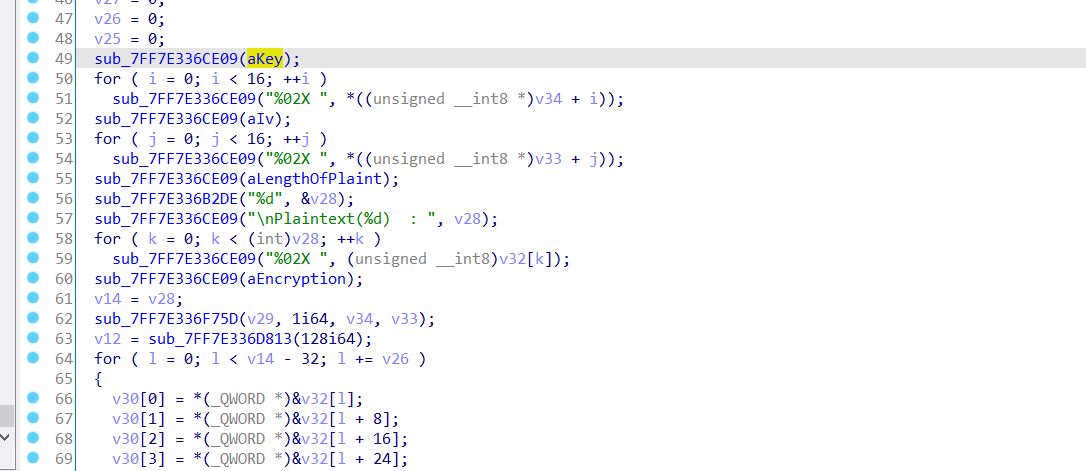 46 v27 = 0;
47 v26 = 0;
48 v25 = 0;
49 sub_7FF7E336CE09(aKey);
50 for ( i = 0; i < 16; ++i )
51 sub_7FF7E336CE09("%02X ", *((unsigned __int8 *)v34 + i));
52 sub_7FF7E336CE09(aIv);
53 for ( j = 0; j < 16; ++j )
54 sub_7FF7E336CE09("%02X ", *((unsigned __int8 *)v33 + j));
55 sub_7FF7E336CE09(aLengthOfPlaint);
56 sub_7FF7E336B2DE("%d", &v28);
57 sub_7FF7E336CE09("\nPlaintext(%d)  : ", v28);
58 for ( k = 0; k < (int)v28; ++k )
59 sub_7FF7E336CE09("%02X ", (unsigned __int8)v32[k]);
60 sub_7FF7E336CE09(aEncryption);
61 v14 = v28;
62 sub_7FF7E336F75D(v29, 1i64, v34, v33);
63 v12 = sub_7FF7E336D813(128i64);
64 for ( l = 0; l < v14 - 32; l += v26 )
65 {
66 v30[0] = *(_QWORD *)&v32[l];
67 v30[1] = *(_QWORD *)&v32[l + 8];
68 v30[2] = *(_QWORD *)&v32[l + 16];
69 v30[3] = *(_QWORD *)&v32[l + 24];